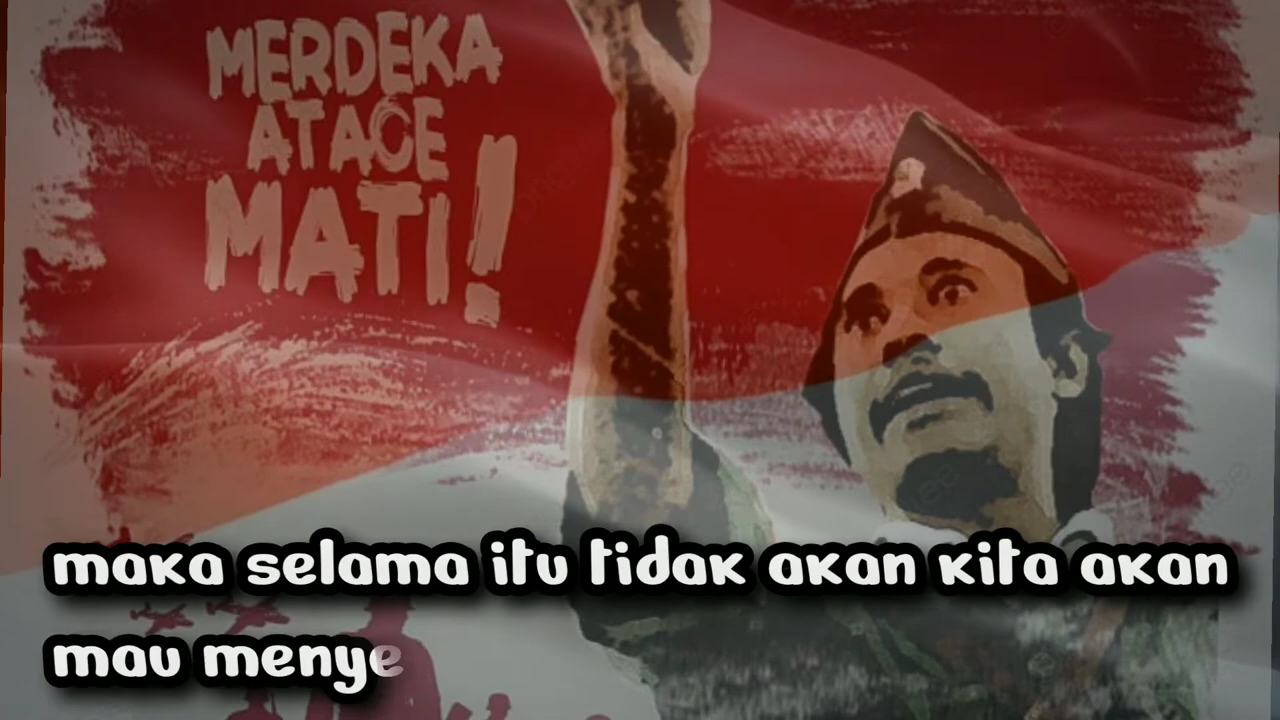 MERDEKA
ATAOE
MATI!
maka selama itu tidak akan kita akan
mau menye